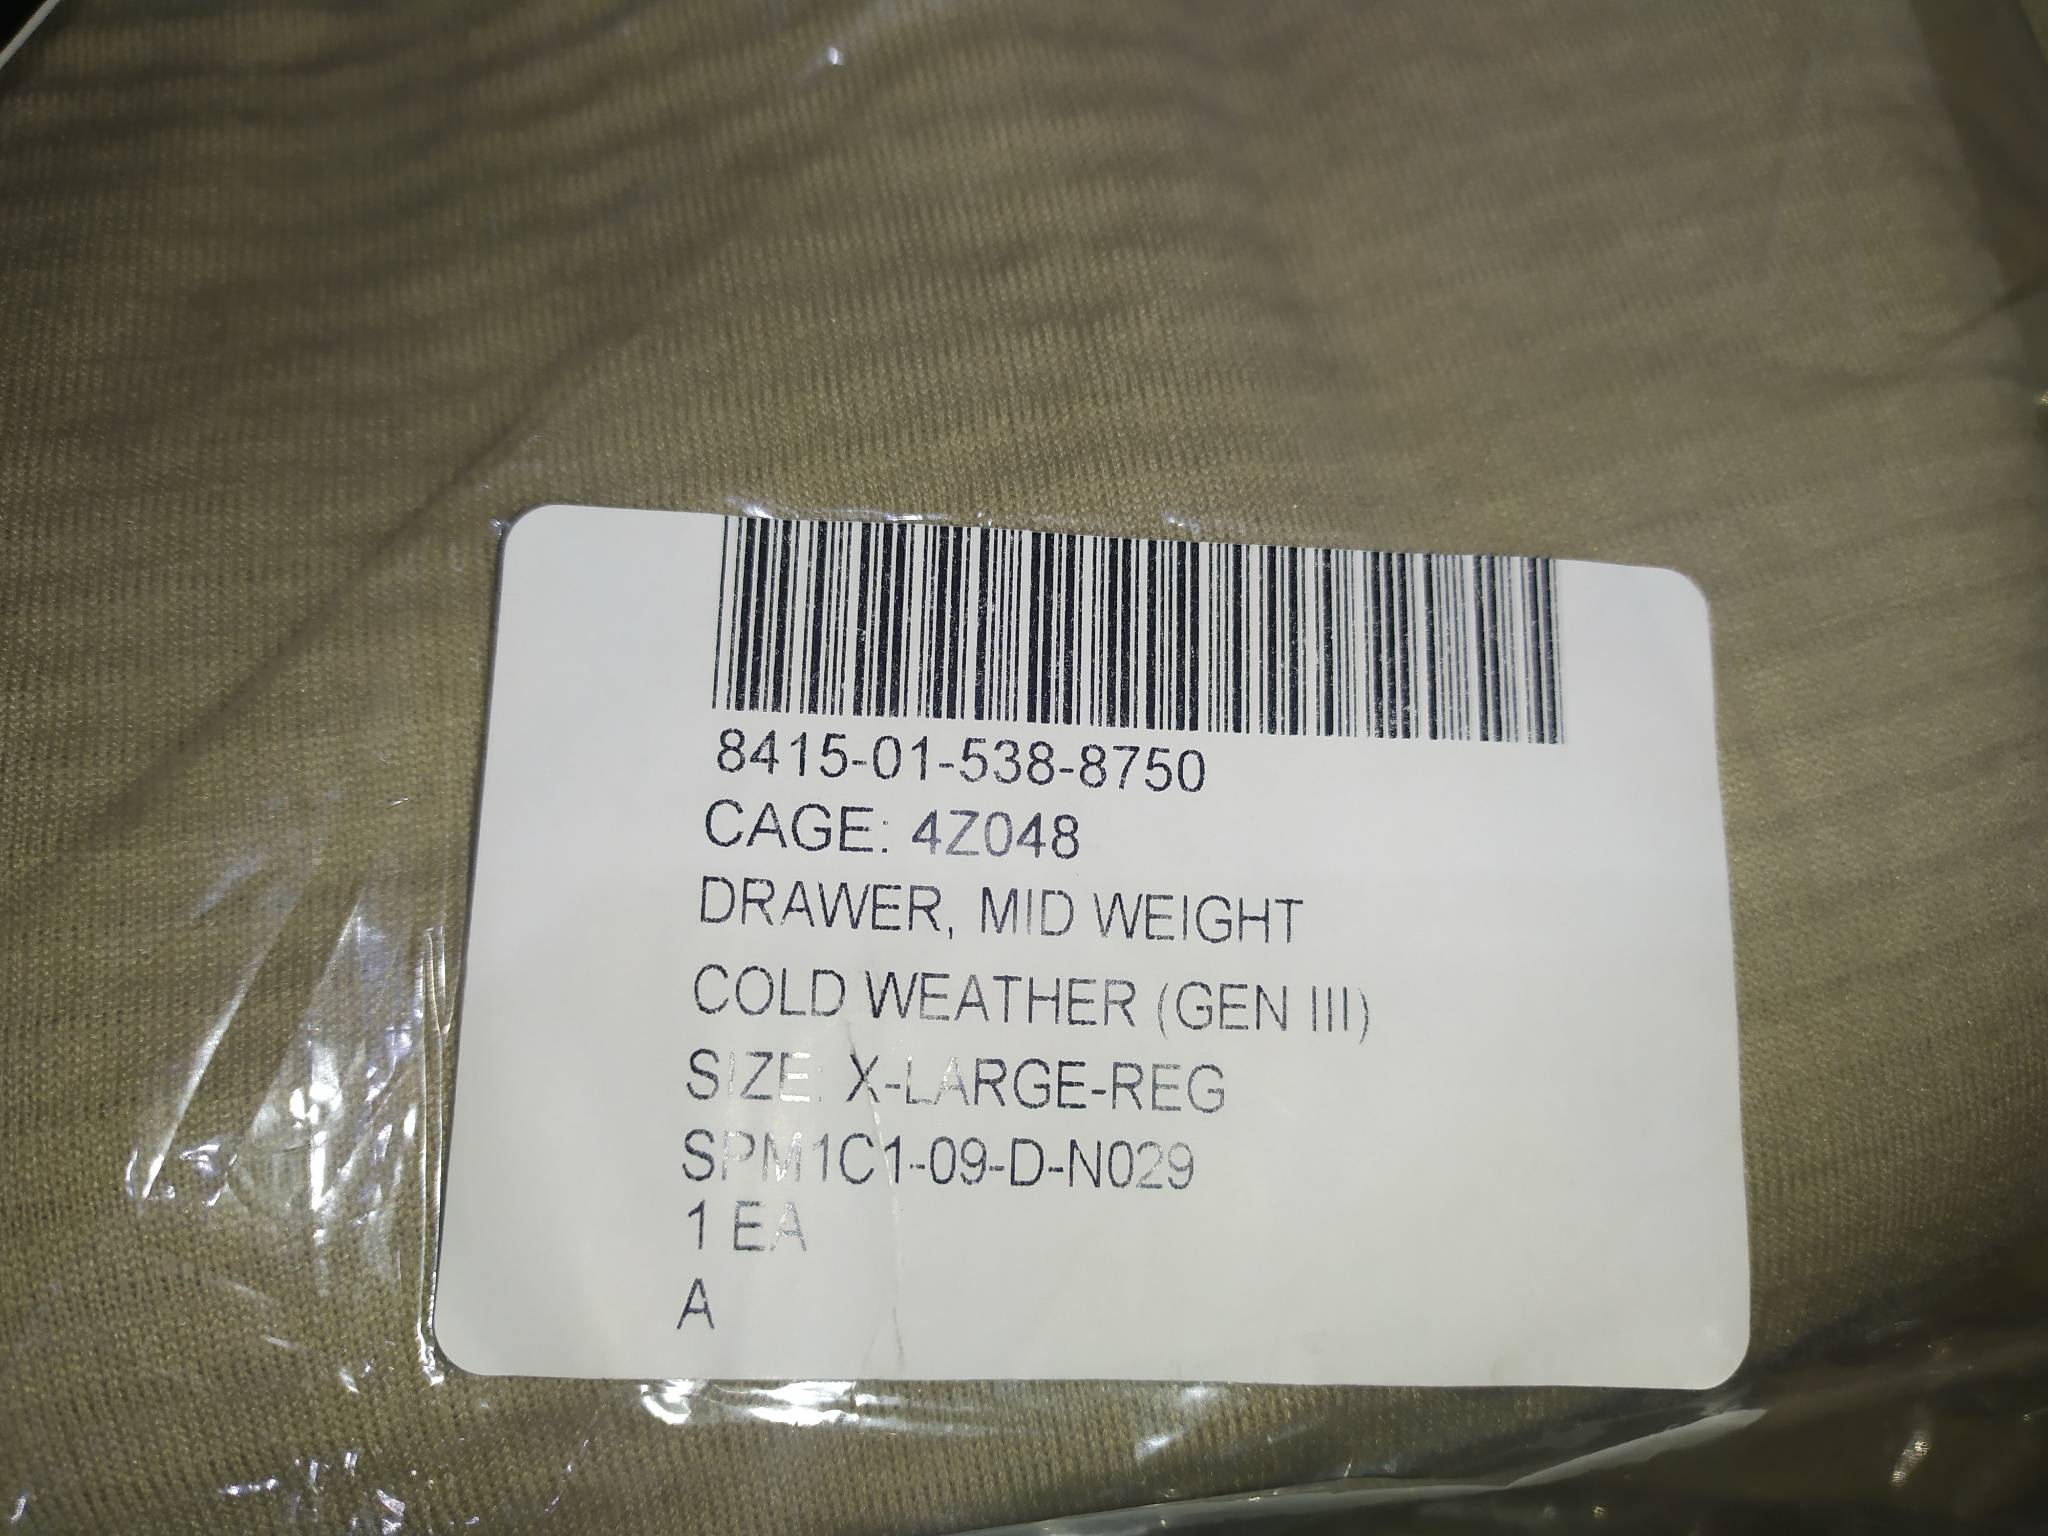 8415-01-538-8750
CAGE: 4Z048
DRAWER, MID WEIGHT
COLD WEATHER (GEN III)
SIZE: X-LARGE-REG
SPM1C1-09-D-N029
1 EA
A